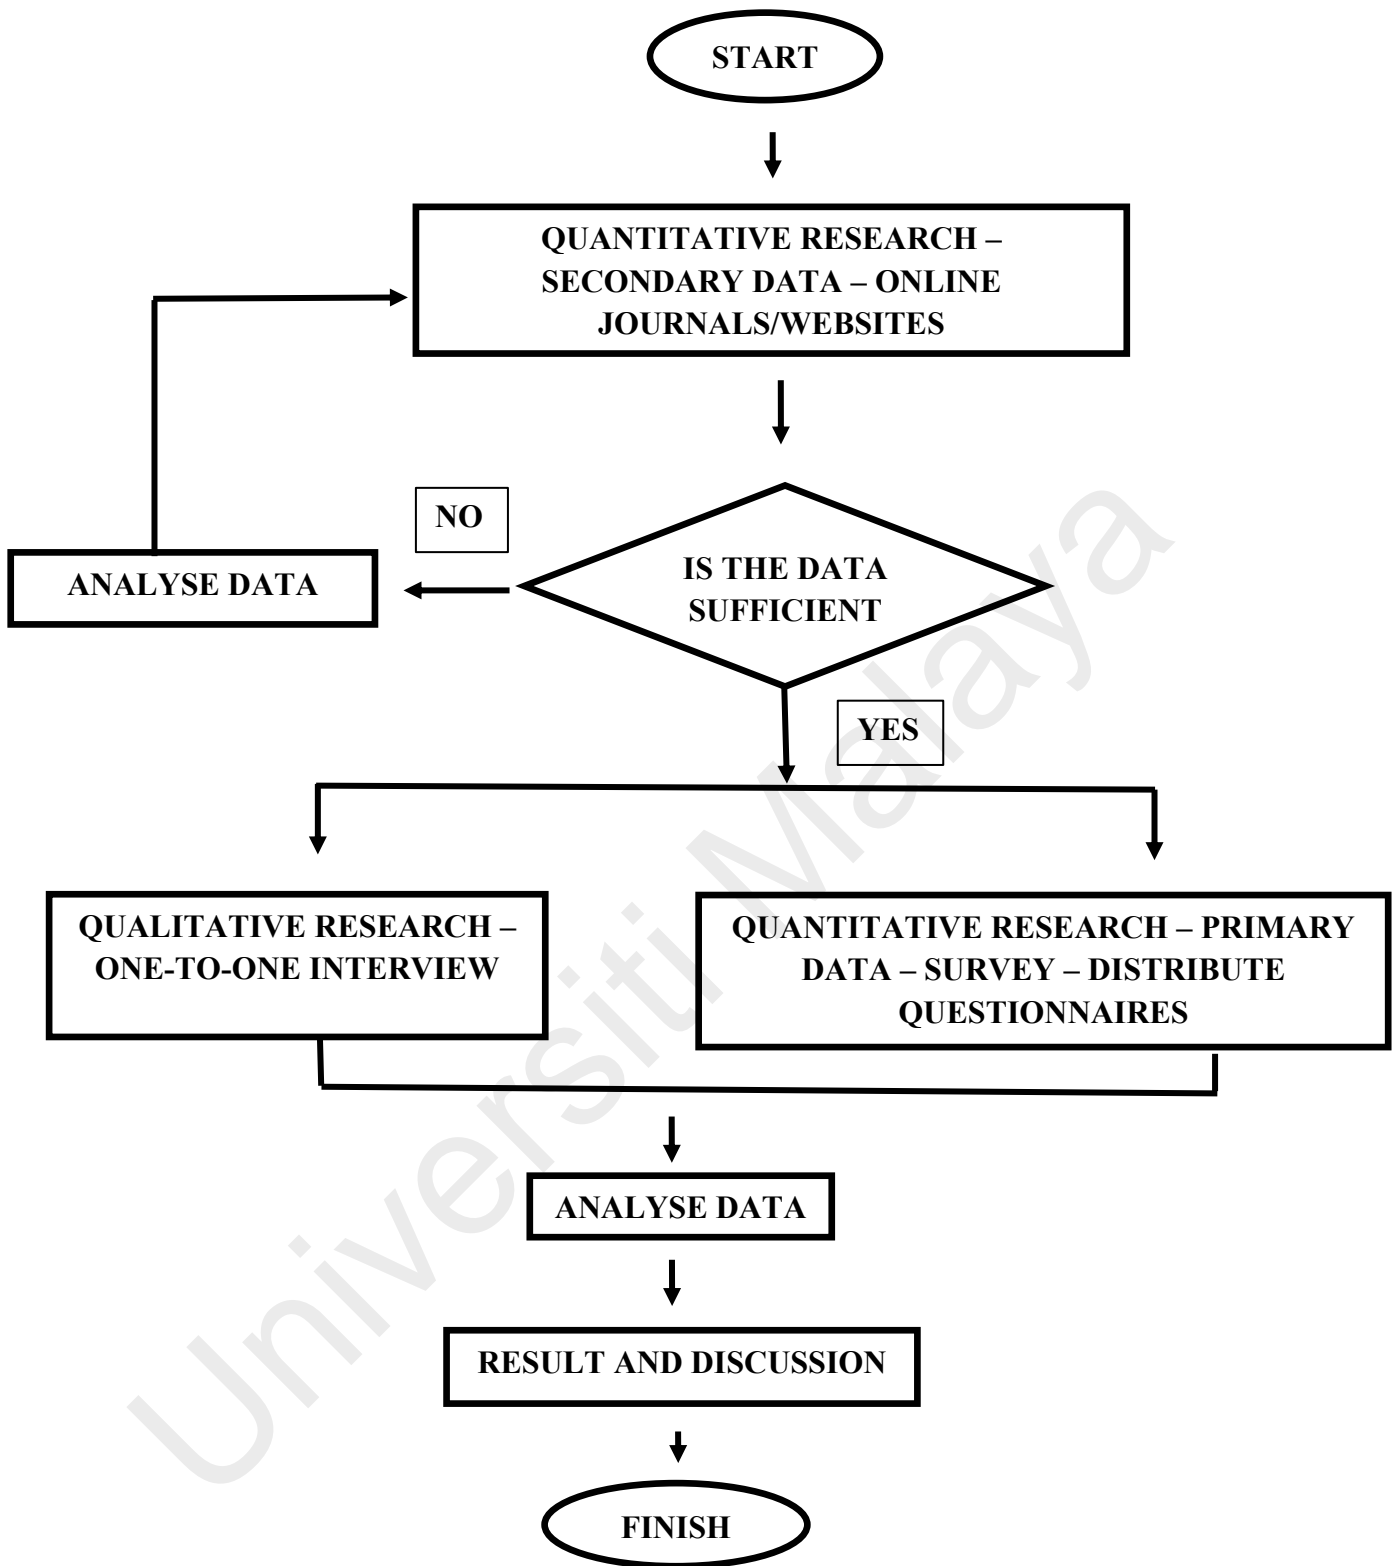 START
QUANTITATIVE RESEARCH –
SECONDARY DATA – ONLINE
JOURNALS/WEBSITES
NO
ANALYSE DATA
IS THE DATA
SUFFICIENT
YES
QUALITATIVE RESEARCH –
ONE-TO-ONE INTERVIEW
QUANTITATIVE RESEARCH – PRIMARY
DATA – SURVEY – DISTRIBUTE
QUESTIONNAIRES
ANALYSE DATA
RESULT AND DISCUSSION
FINISH
Universiti Malaya